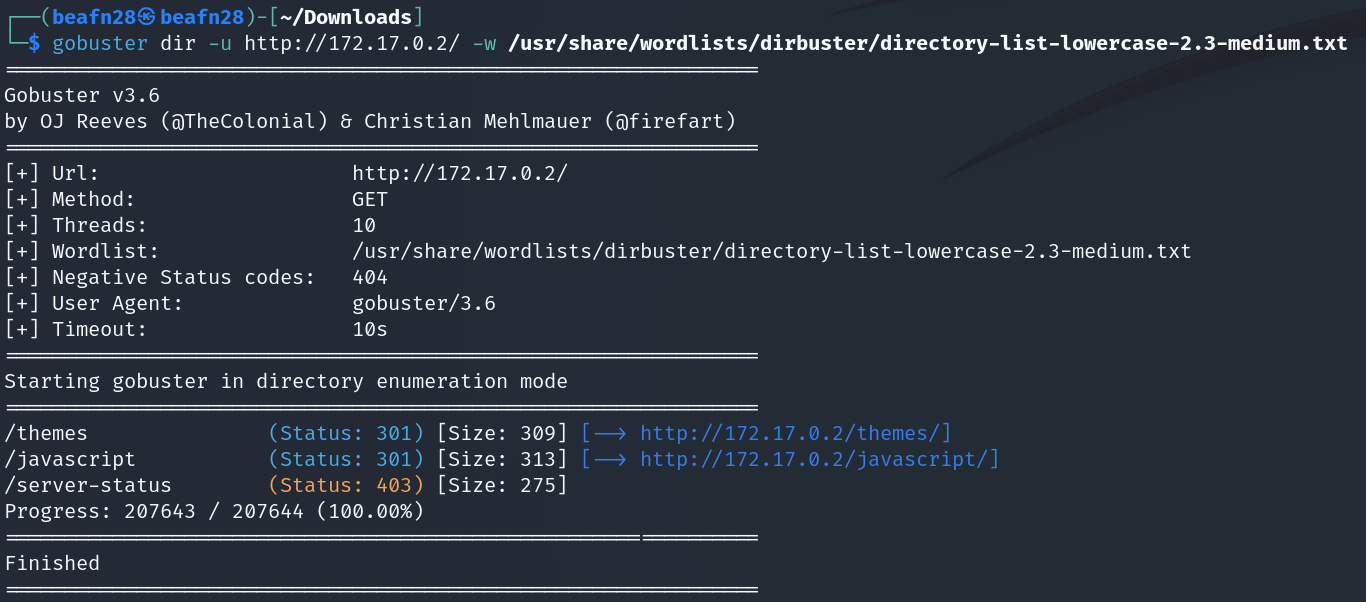 ┌──(beafn28㉿beafn28)-[~/Downloads]
└─$ gobuster dir -u http://172.17.0.2/ -w /usr/share/wordlists/dirbuster/directory-list-lowercase-2.3-medium.txt
===============================================================
Gobuster v3.6
by OJ Reeves (@TheColonial) & Christian Mehlmauer (@firefart)
===============================================================
[+] Url:                     http://172.17.0.2/
[+] Method:                  GET
[+] Threads:                 10
[+] Wordlist:                /usr/share/wordlists/dirbuster/directory-list-lowercase-2.3-medium.txt
[+] Negative Status codes:   404
[+] User Agent:              gobuster/3.6
[+] Timeout:                 10s
===============================================================
Starting gobuster in directory enumeration mode
===============================================================
/themes               (Status: 301) [Size: 309] [--> http://172.17.0.2/themes/]
/javascript           (Status: 301) [Size: 313] [--> http://172.17.0.2/javascript/]
/server-status        (Status: 403) [Size: 275]
Progress: 207643 / 207644 (100.00%)
===============================================================
Finished
===============================================================